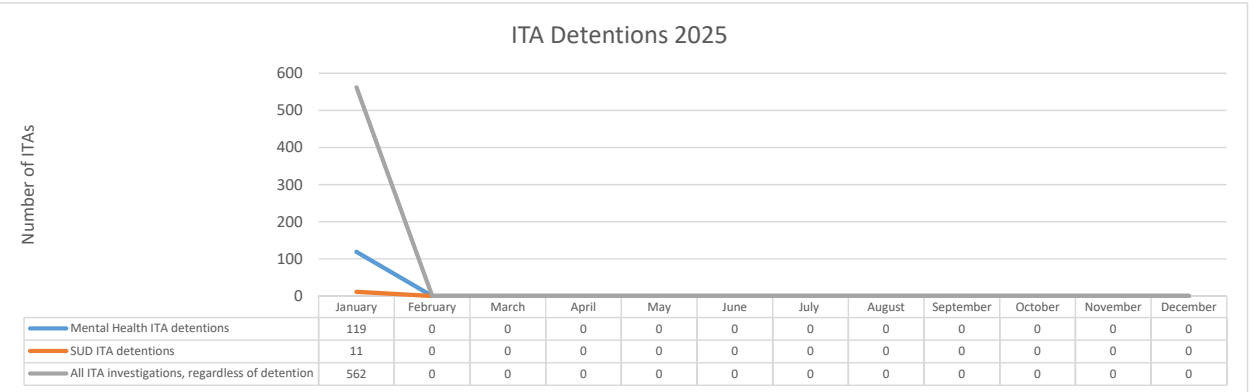 ITA Detentions 2025
Number of ITAs
600
500
400
300
200
100
0
January February March April May June July August September October November December
Mental Health ITA detentions 119 0 0 0 0 0 0 0 0 0 0 0
SUD ITA detentions 11 0 0 0 0 0 0 0 0 0 0 0
All ITA investigations, regardless of detention 562 0 0 0 0 0 0 0 0 0 0 0